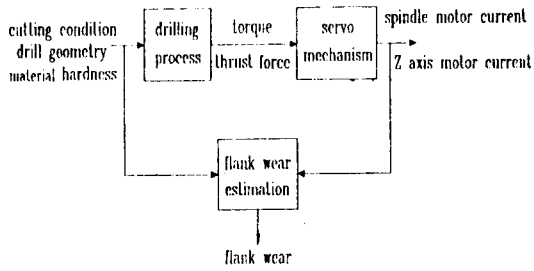 cutting condition
drill geometry
material hardness
drilling
process
torque
thrust force
servo
mechanism
spindle motor current
Z axis motor current
flank wear
estimation
flank wear